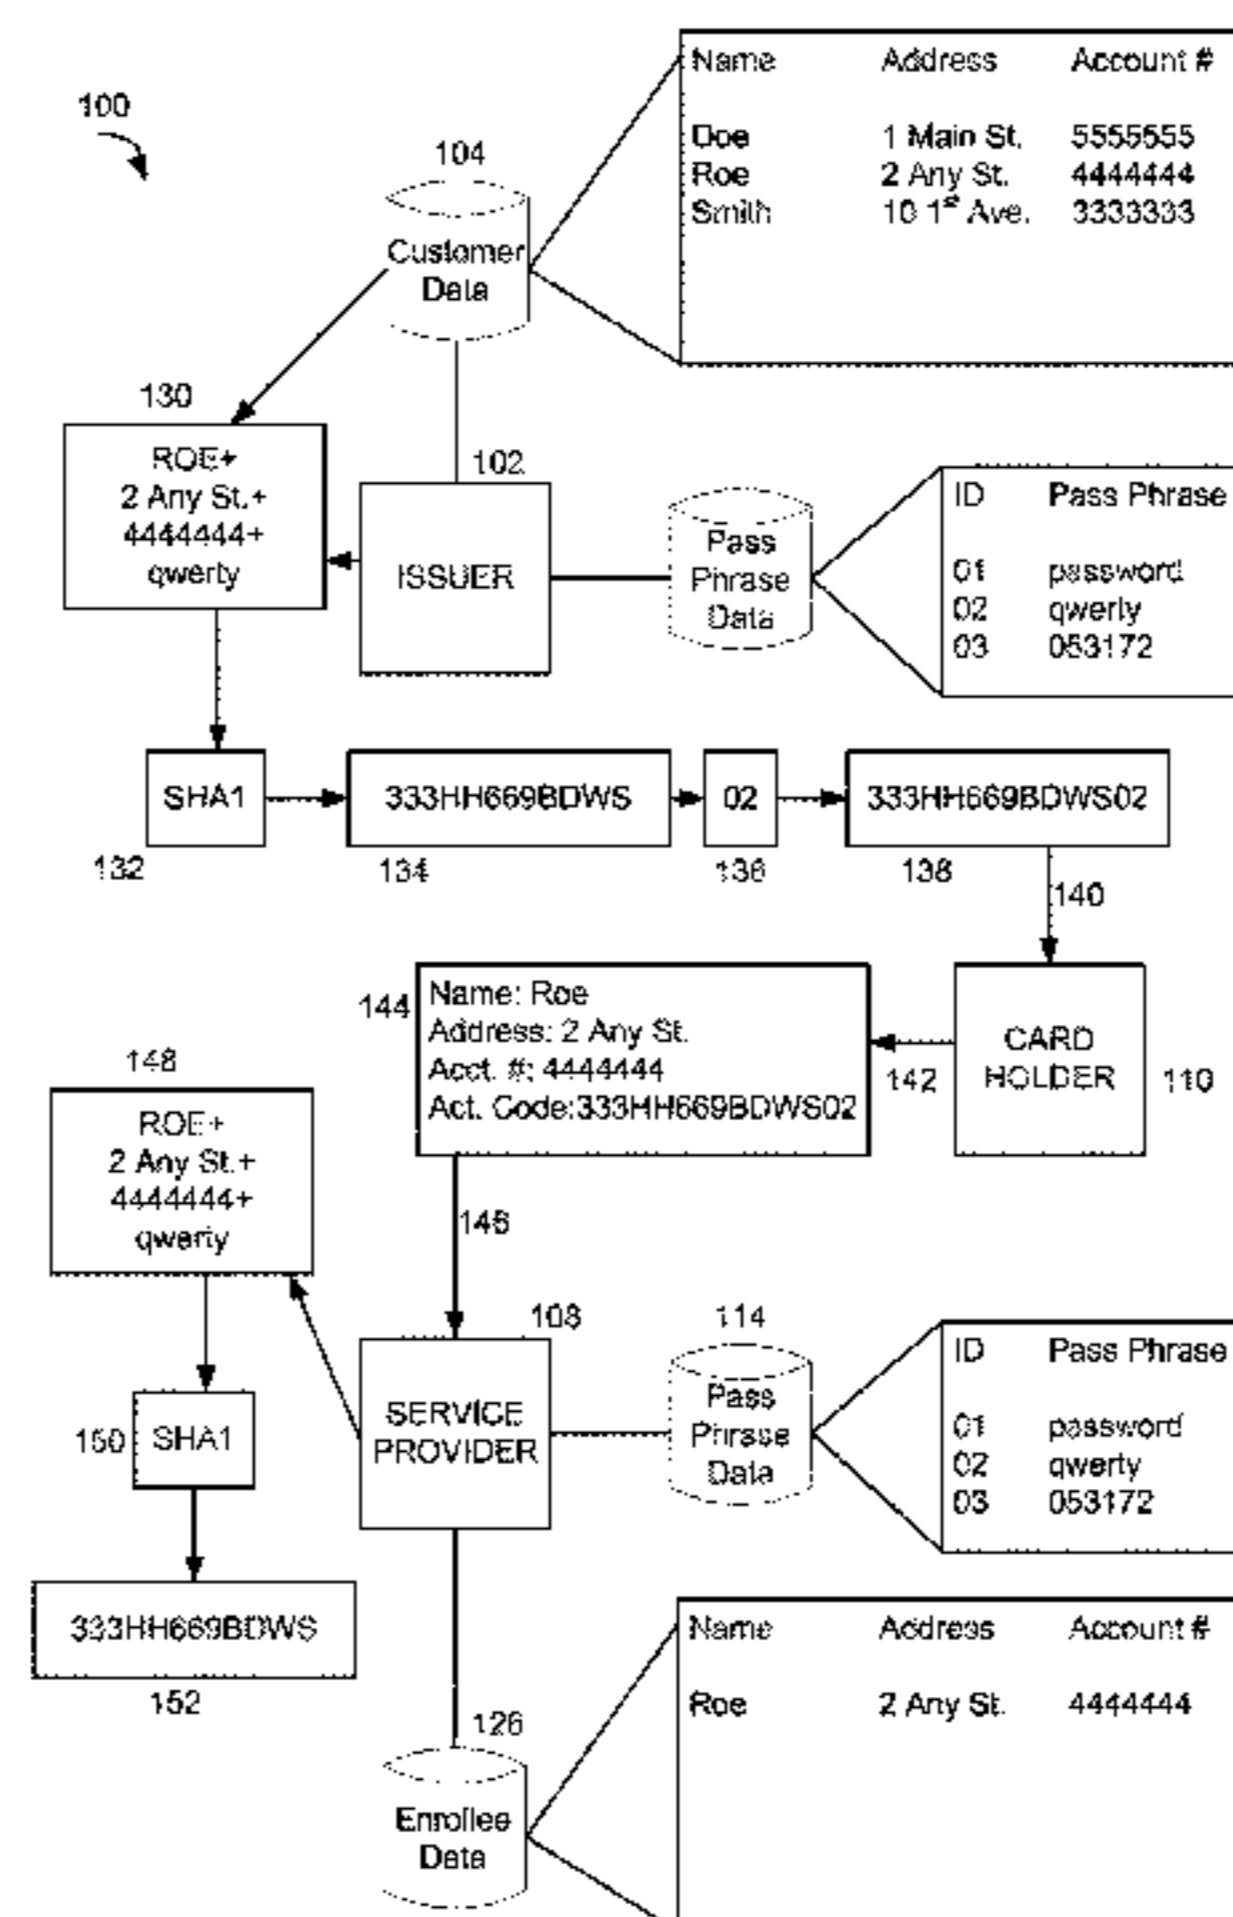 100
104
Customer
Data
Name Address Account #
Doe 1 Main St. 5555555
Roe 2 Any St. 4444444
Smith 10 1st Ave. 3333333
130
ROE+
2 Any St.+
4444444+
qwerty
102
ISSUER
Pass
Phrase
Data
ID Pass Phrase
01 password
02 qwerty
03 053172
SHA1
333HH669BDWS
02
333HH669BDWS02
132
134
136
138
140
144
Name: Roe
Address: 2 Any St.
Acct. #: 4444444
Act. Code:333HH669BDWS02
142
CARD
HOLDER
110
148
ROE+
2 Any St.+
4444444+
qwerty
146
108
SERVICE
PROVIDER
114
Pass
Phrase
Data
ID Pass Phrase
01 password
02 qwerty
03 053172
150
SHA1
333HH669BDWS
152
126
Enrollee
Data
Name Address Account #
Roe 2 Any St. 4444444